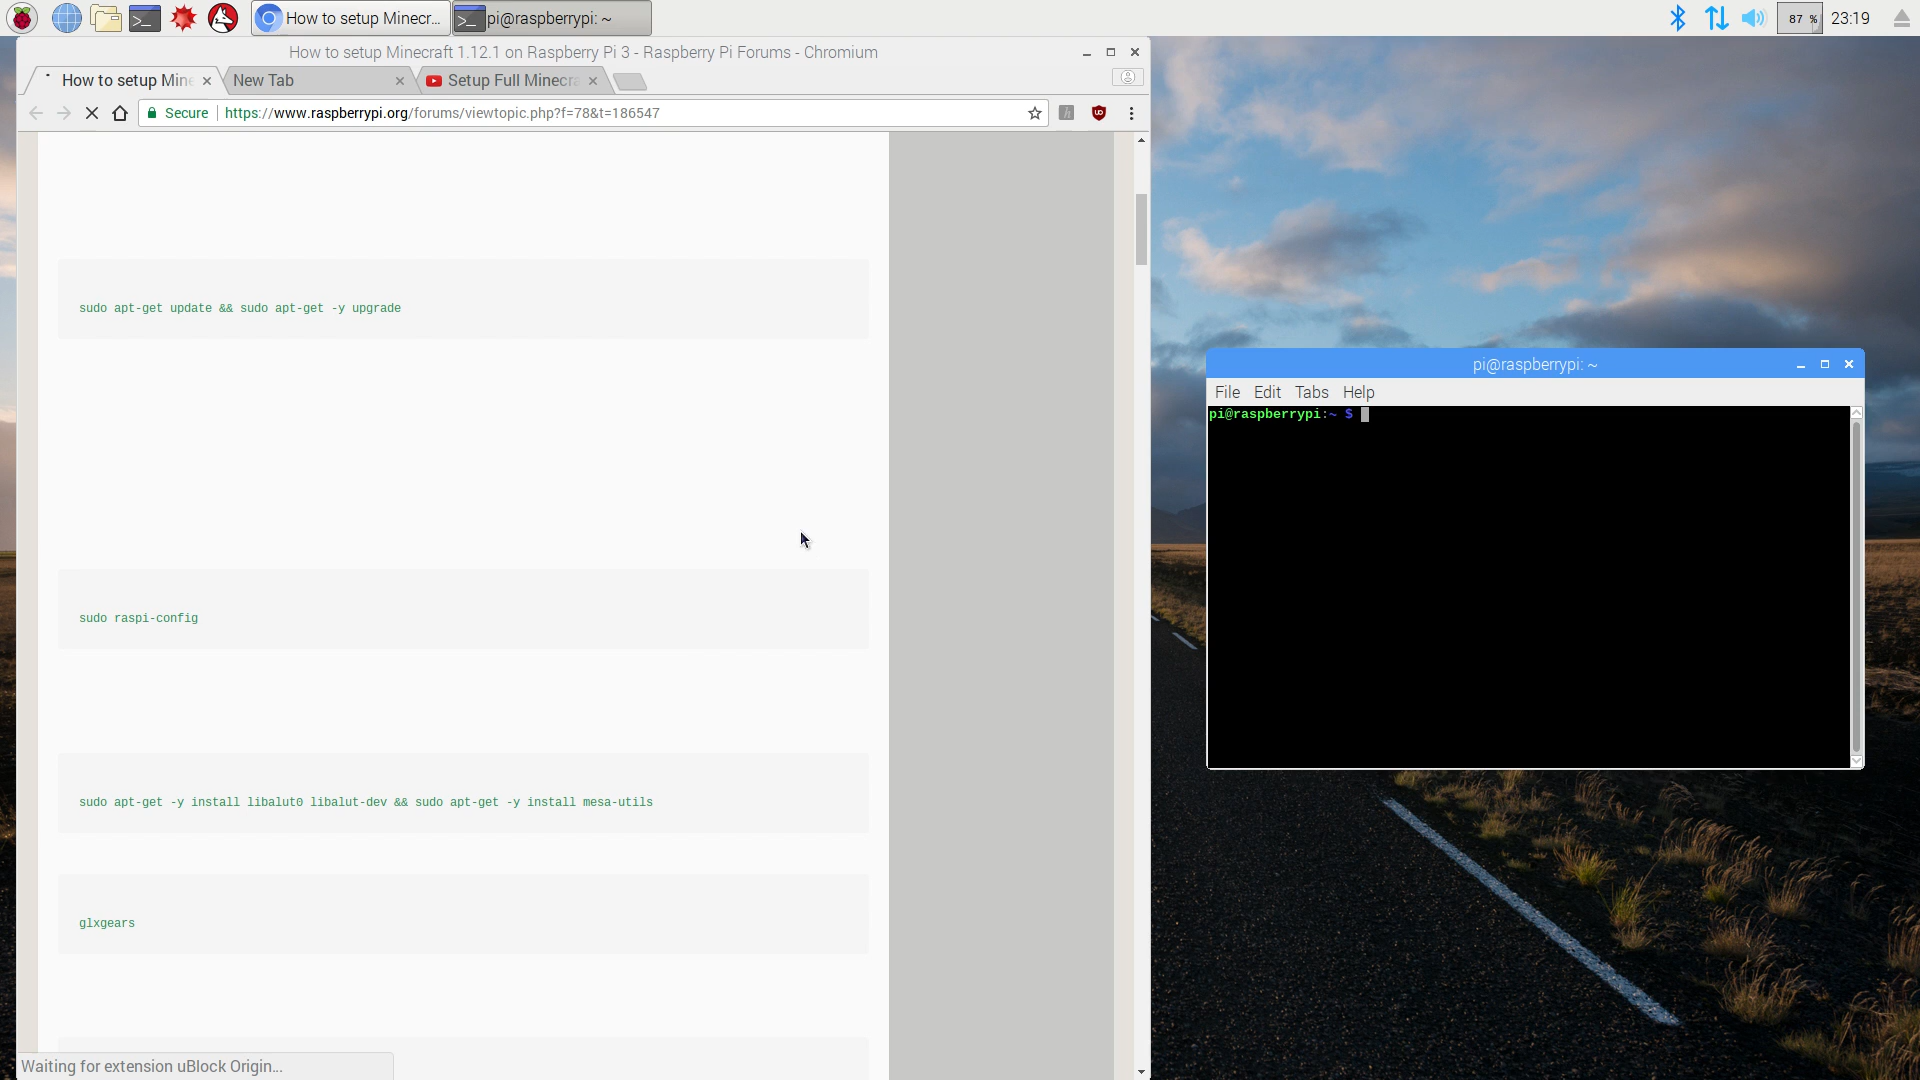 How to setup Minecr...
pi@raspberrypi: ~
87 %
23:19
How to setup Minecraft 1.12.1 on Raspberry Pi 3 - Raspberry Pi Forums - Chromium
How to setup Mine
New Tab
Setup Full Minecra
Secure
https://www.raspberrypi.org/forums/viewtopic.php?f=78&t=186547
sudo apt-get update && sudo apt-get -y upgrade
sudo raspi-config
sudo apt-get -y install libalut0 libalut-dev && sudo apt-get -y install mesa-utils
glxgears
Waiting for extension uBlock Origin...
pi@raspberrypi: ~
File Edit Tabs Help
pi@raspberrypi:~ $